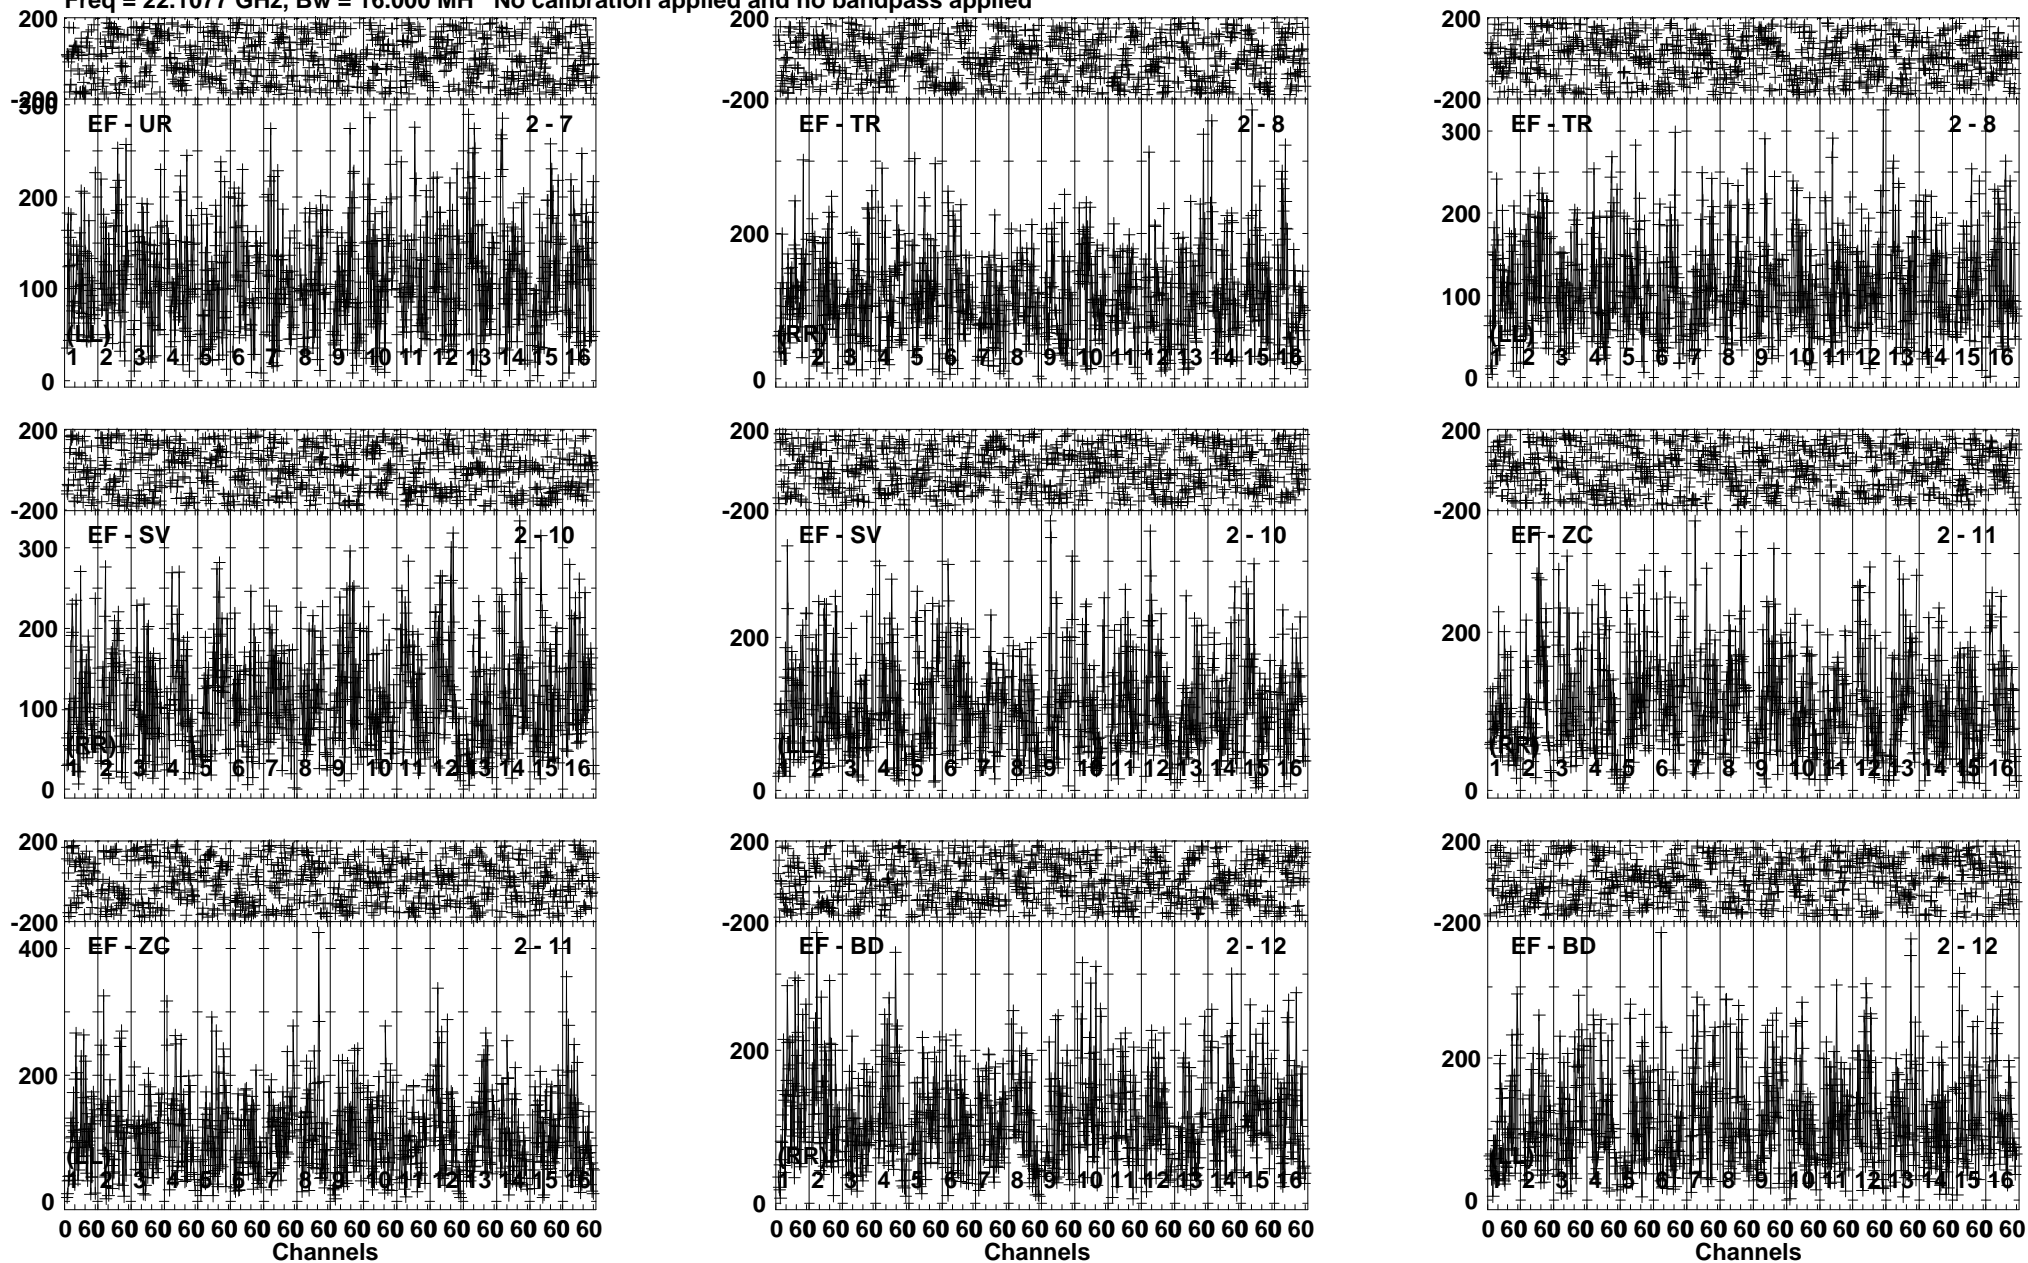 Freq = 22.1077 GHz, Bw = 16.000 MH No calibration applied and no bandpass applied
200 200 200
-200 -200 -200
300
EF - UR 2 - 7 EF - TR 2 - 8 EF - TR 2 - 8
300
200 200 200
100 100
(LL) (RR) (LL)
1 2 3 4 5 6 7 8 9 10 11 12 13 14 15 16 1 2 3 4 5 6 7 8 9 10 11 12 13 14 15 16 1 2 3 4 5 6 7 8 9 10 11 12 13 14 15 16
0 0 0
200 200 200
-200 -200 -200
EF - SV 2 - 10 EF - SV 2 - 10 EF - ZC 2 - 11
300
200 200 200
100
(RR) (LL) (RR)
1 2 3 4 5 6 7 8 9 10 11 12 13 14 15 16 1 2 3 4 5 6 7 8 9 10 11 12 13 14 15 16 1 2 3 4 5 6 7 8 9 10 11 12 13 14 15 16
0 0 0
200 200 200
-200 -200 -200
EF - ZC 2 - 11 EF - BD 2 - 12 EF - BD 2 - 12
400
200 200 200
(LL) (RR) (LL)
1 2 3 4 5 6 7 8 9 10 11 12 13 14 15 16 1 2 3 4 5 6 7 8 9 10 11 12 13 14 15 16 1 2 3 4 5 6 7 8 9 10 11 12 13 14 15 16
0 0 0
0 60 60 60 60 60 60 60 60 60 60 60 60 60 60 60 60 0 60 60 60 60 60 60 60 60 60 60 60 60 60 60 60 60 0 60 60 60 60 60 60 60 60 60 60 60 60 60 60 60 60
Channels Channels Channels